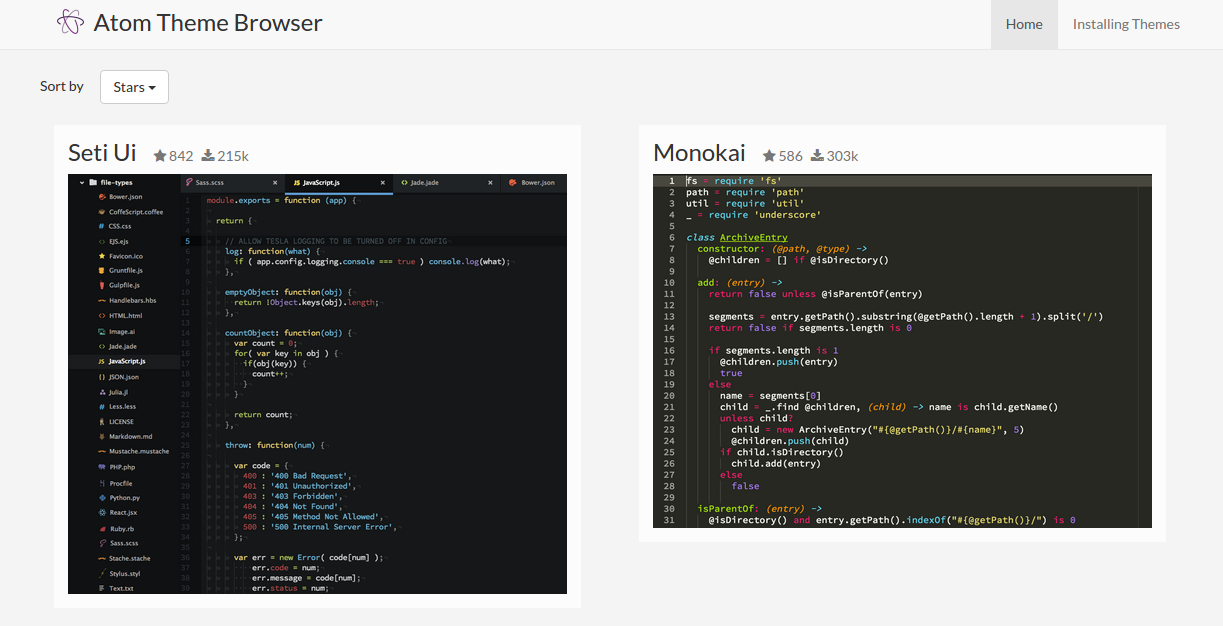 Atom Theme Browser
Home
Installing Themes
Sort by
Stars
Seti Ui 842 215k
file-types
Bower.json
CoffeScript.coffee
CSS.css
EJS.ejs
Favicon.ico
Gruntfile.js
Gulpfile.js
Handlebars.hbs
HTML.html
Image.ai
Jade.jade
JavaScript.js
JSON.json
Julia.jl
Less.less
LICENSE
Markdown.md
Mustache.mustache
PHP.php
Procfile
Python.py
React.jsx
Ruby.rb
Sass.scss
Stache.stache
Stylus.styl
Text.txt
Sass.scss × JavaScript.js × Jade.jade × Bower.json
1 module.exports = function (app) {
2
3 return {
4
5 // ALLOW TESLA LOGGING TO BE TURNED OFF IN CONFIG
6 log: function(what) {
7 if ( app.config.logging.console === true ) console.log(what);
8 },
9
10 emptyObject: function(obj) {
11 return !Object.keys(obj).length;
12 },
13
14 countObject: function(obj) {
15 var count = 0;
16 for( var key in obj ) {
17 if(obj(key)) {
18 count++;
19 }
20 }
21
22 return count;
23 },
24
25 throw: function(num) {
26
27 var code = {
28 400 : '400 Bad Request',
29 401 : '401 Unauthorized',
30 403 : '403 Forbidden',
31 404 : '404 Not Found',
32 405 : '405 Method Not Allowed',
33 500 : '500 Internal Server Error',
34 };
35
36 var err = new Error( code[num] );
37 err.code = num;
38 err.message = code[num];
39 err.status = num;
Monokai 586 303k
1 fs = require 'fs'
2 path = require 'path'
3 util = require 'util'
4 _ = require 'underscore'
5
6 class ArchiveEntry
7 constructor: (@path, @type) ->
8 @children = [] if @isDirectory()
9
10 add: (entry) ->
11 return false unless @isParentOf(entry)
12
13 segments = entry.getPath().substring(@getPath().length + 1).split('/')
14 return false if segments.length is 0
15
16 if segments.length is 1
17 @children.push(entry)
18 true
19 else
20 name = segments[0]
21 child = _.find @children, (child) -> name is child.getName()
22 unless child?
23 child = new ArchiveEntry("#{@getPath()}/#{name}", 5)
24 @children.push(child)
25 if child.isDirectory()
26 child.add(entry)
27 else
28 false
29
30 isParentOf: (entry) ->
31 @isDirectory() and entry.getPath().indexOf("#{@getPath()}/") is 0